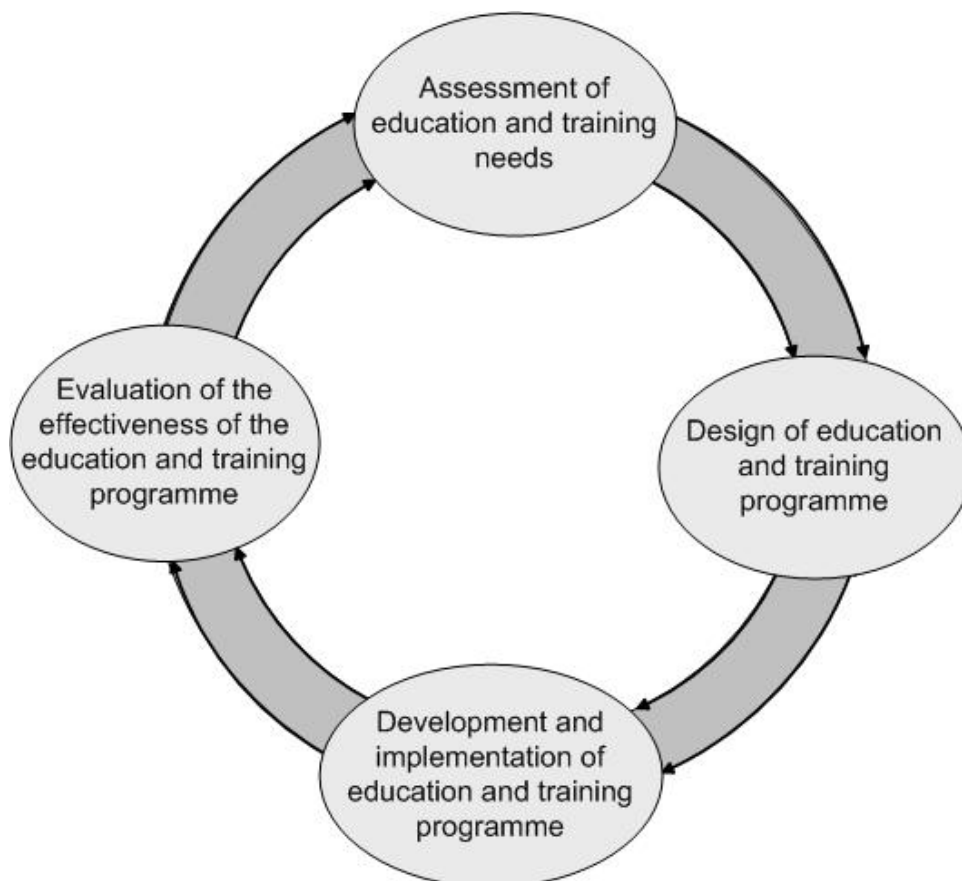 Assessment of
education and training
needs
Design of education
and training
programme
Development and
implementation of
education and training
programme
Evaluation of the
effectiveness of the
education and training
programme